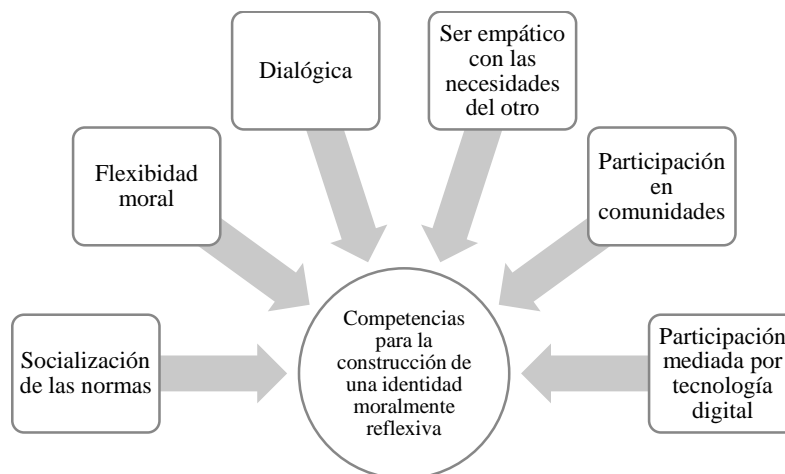 Socialización
de las normas
Flexibidad
moral
Dialógica
Ser empático
con las
necesidades
del otro
Participación
en
comunidades
Participación
mediada por
tecnología
digital
Competencias
para la
construcción de
una identidad
moralmente
reflexiva